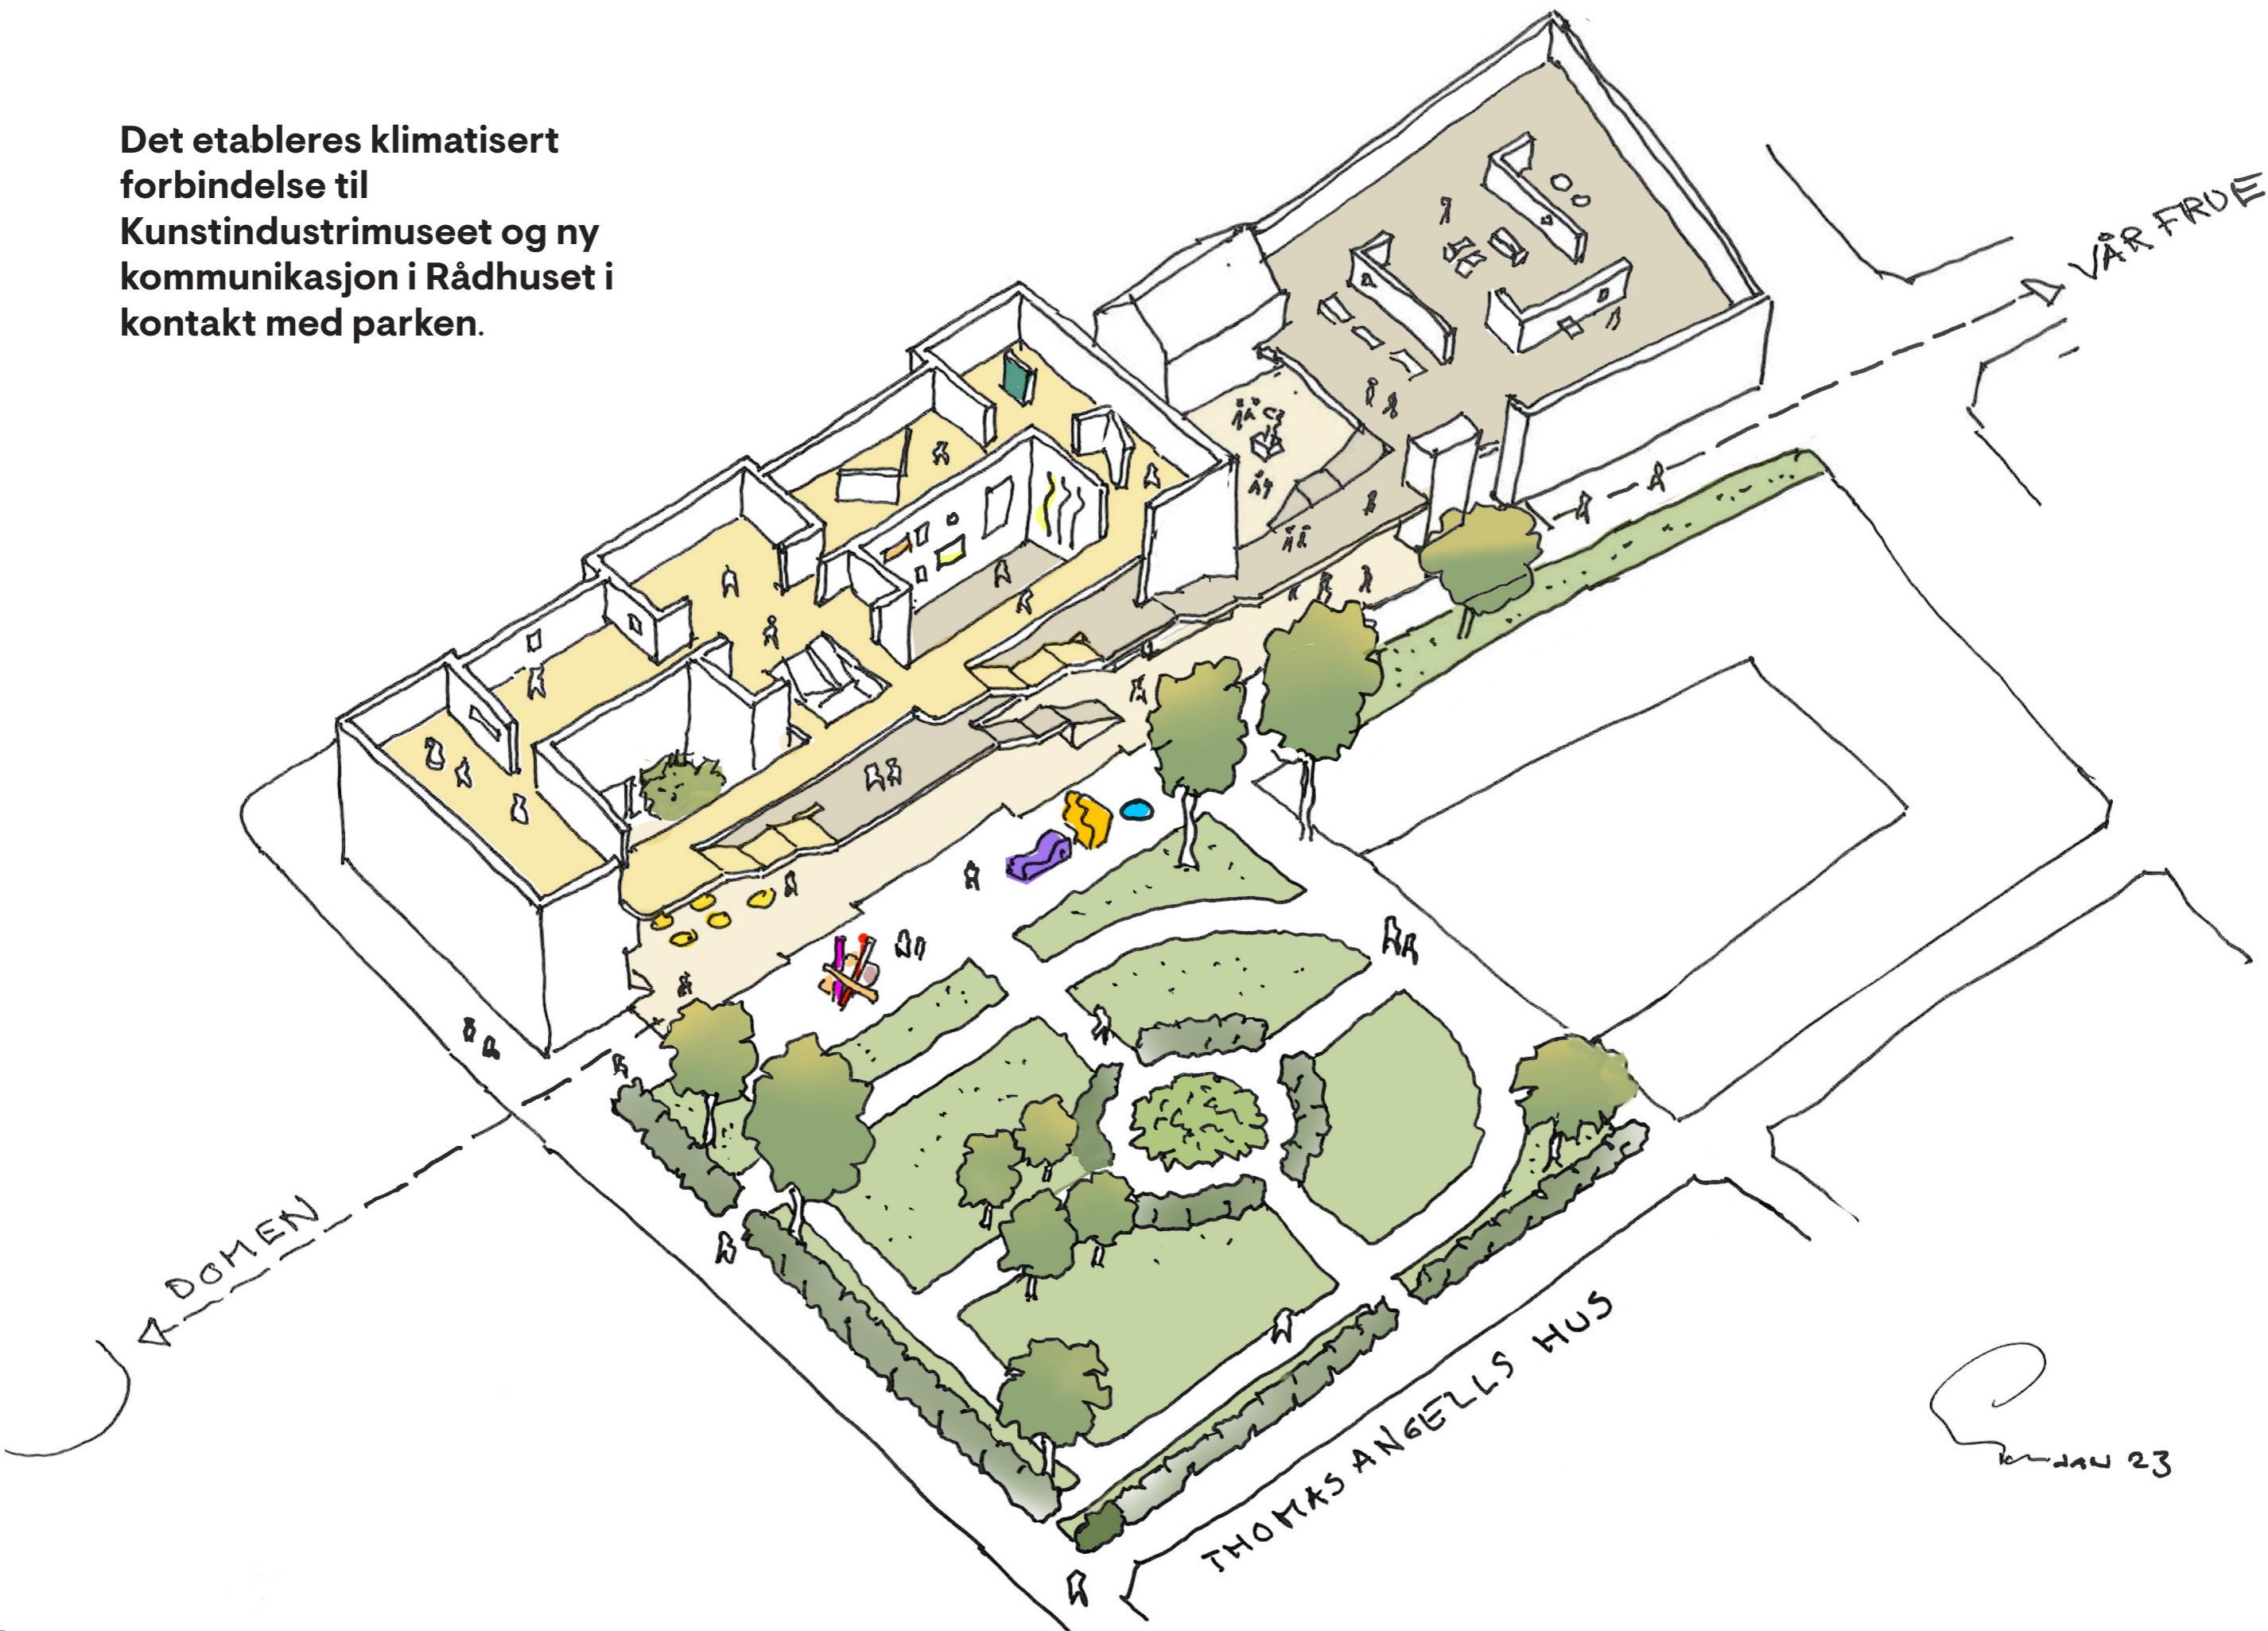 Det etableres klimatisert
forbindelse til
Kunstindustrimuseet og ny
kommunikasjon i Rådhuset i
kontakt med parken.
VÅR FRUE
DOMEN
THOMAS ANGELLS HUS
JAN 23